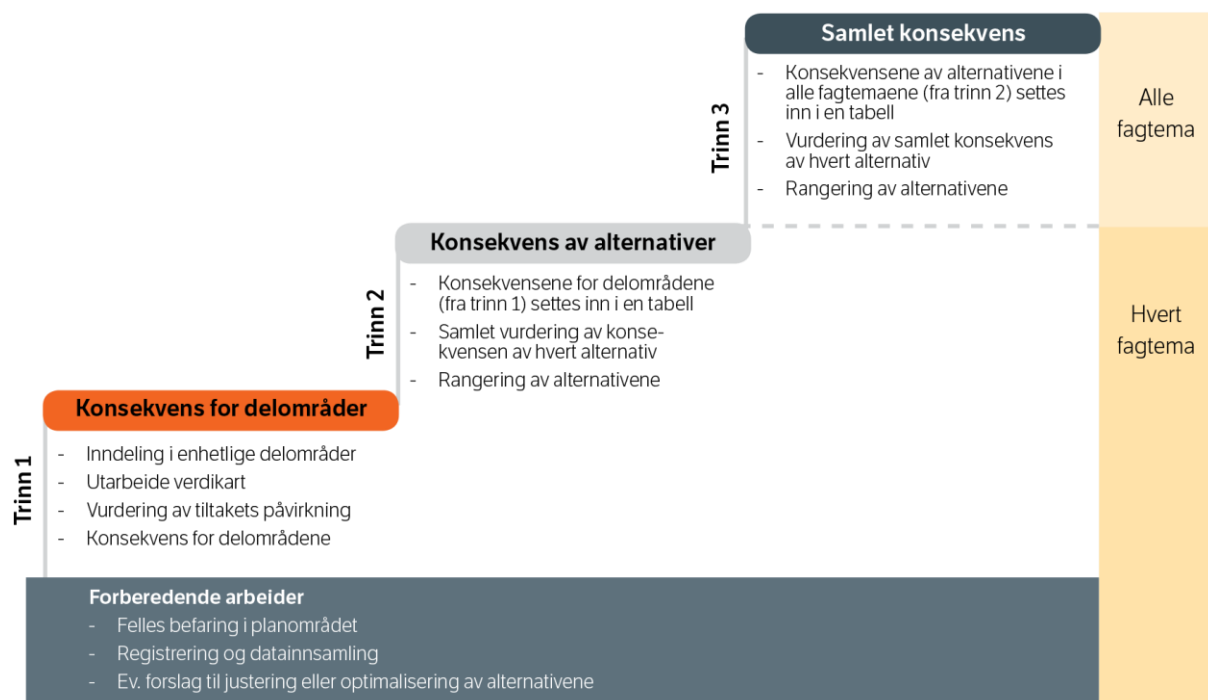 Samlet konsekvens
- Konsekvensene av alternativene i
alle fagtemaene (fra trinn 2) settes
inn i en tabell
- Vurdering av samlet konsekvens
av hvert alternativ
- Rangering av alternativene
Trinn 3
Alle
fagtema
Konsekvens av alternativer
- Konsekvensene for delområdene
(fra trinn 1) settes inn i en tabell
- Samlet vurdering av konse-
kvensen av hvert alternativ
- Rangering av alternativene
Trinn 2
Hvert
fagtema
Konsekvens for delområder
- Inndeling i enhetlige delområder
- Utarbeide verdikart
- Vurdering av tiltakets påvirkning
- Konsekvens for delområdene
Trinn 1
Forberedende arbeider
- Felles befaring i planområdet
- Registrering og datainnsamling
- Ev. forslag til justering eller optimalisering av alternativene